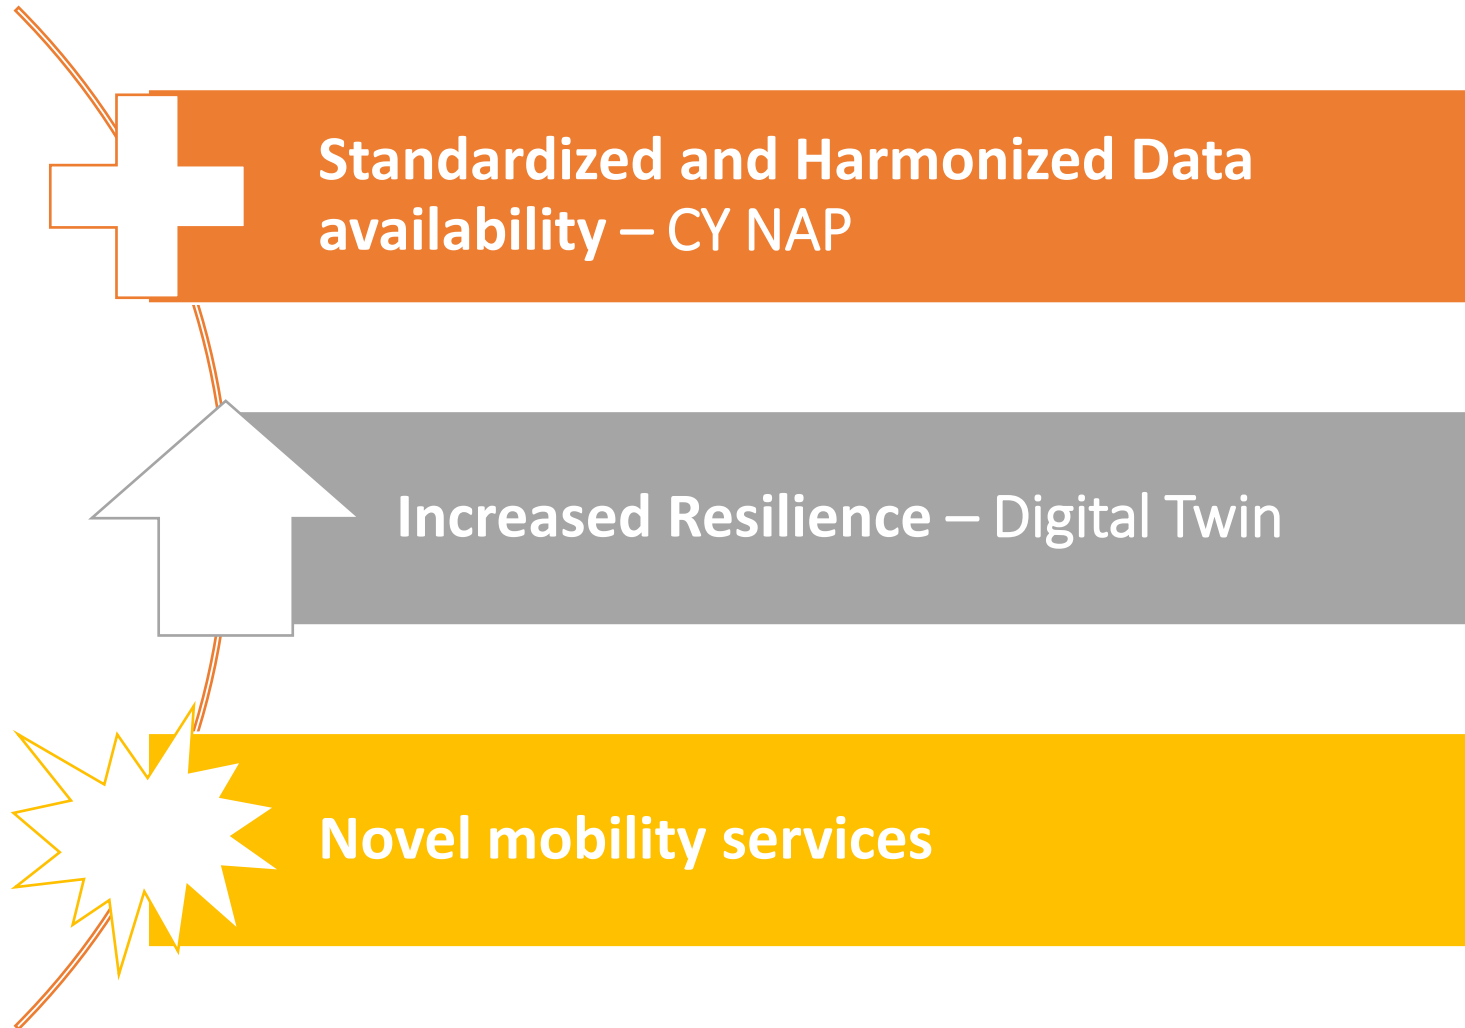 Standardized and Harmonized Data
availability – CY NAP
Increased Resilience – Digital Twin
Novel mobility services